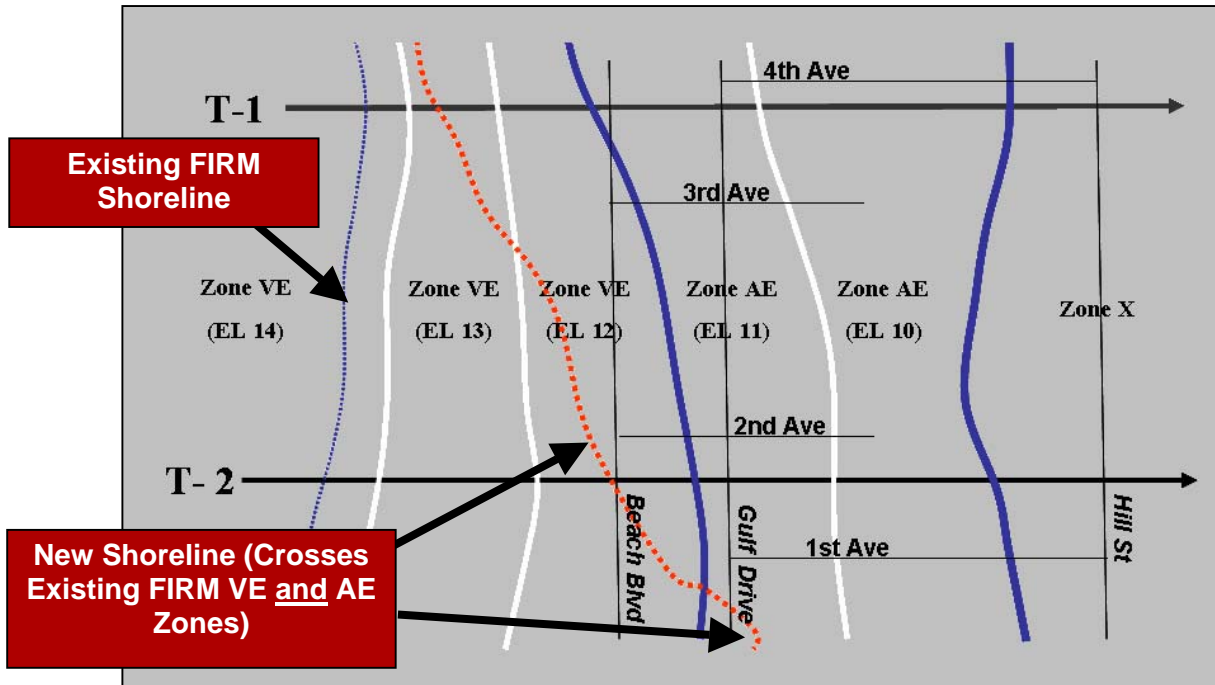 4th Ave
T-1
Existing FIRM
Shoreline
3rd Ave
Zone VE
(EL 14)
Zone VE
(EL 13)
Zone VE
(EL 12)
Zone AE
(EL 11)
Zone AE
(EL 10)
Zone X
2nd Ave
T- 2
Beach Blvd
Gulf Drive
Hill St
1st Ave
New Shoreline (Crosses
Existing FIRM VE and AE
Zones)